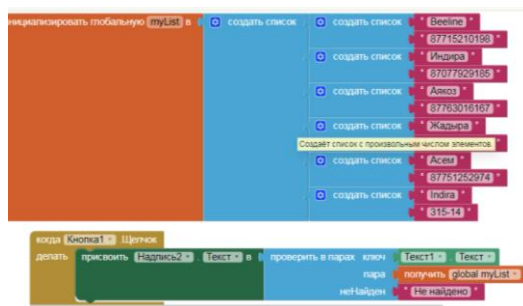 инициализировать глобальную myList в создать список создать список " Beeline "
" 87715210198 "
создать список " Индира "
" 87077929185 "
создать список " Аякоз "
" 87763016167 "
создать список " Жадыра "
Создаёт список с произвольным числом элементов.
создать список " Асем "
" 87751252974 "
создать список " Indira "
" 315-14 "
когда Кнопка1 .Щелчок
делать присвоить Надпись2 . Текст в проверить в парах ключ Текст1 . Текст
пара получить global myList
неНайден " Не найдено "